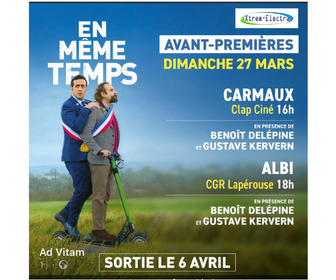 EN
MÊME
TEMPS
Xtrem-Electro
AVANT-PREMIÈRES
DIMANCHE 27 MARS
CARMAUX
Clap Ciné 16h
EN PRÉSENCE DE
BENOÎT DELÉPINE
ET GUSTAVE KERVERN
ALBI
CGR Lapérouse 18h
EN PRÉSENCE DE
BENOÎT DELÉPINE
ET GUSTAVE KERVERN
Ad Vitam
SORTIE LE 6 AVRIL